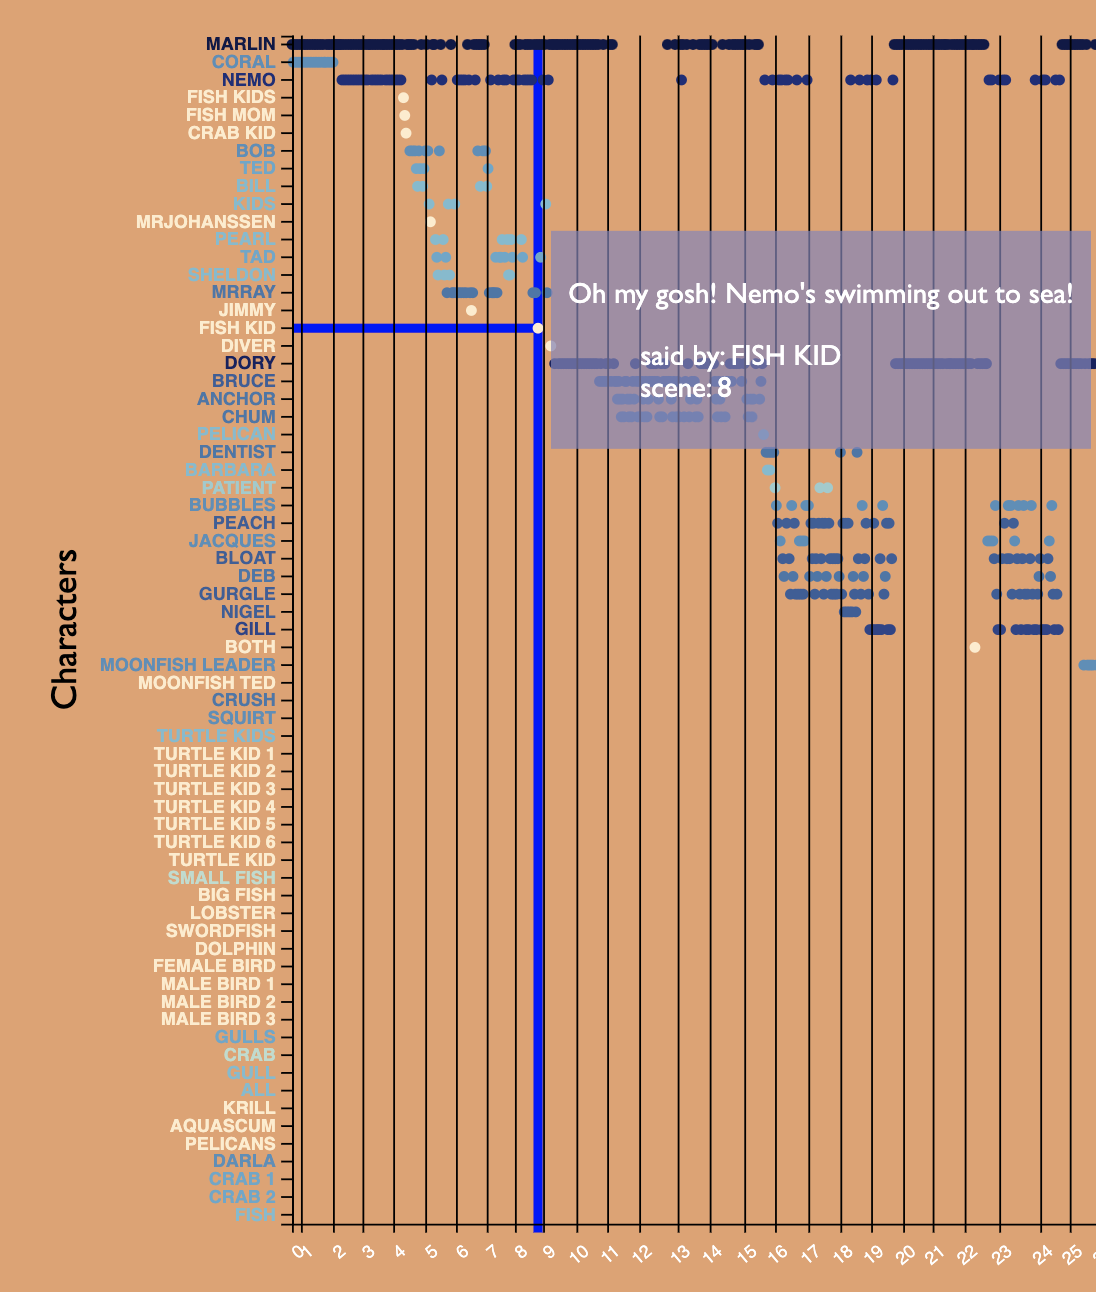 MARLIN
CORAL
NEMO
FISH KIDS
FISH MOM
CRAB KID
BOB
TED
BILL
KIDS
MRJOHANSSEN
PEARL
TAD
SHELDON
MRRAY
JIMMY
FISH KID
DIVER
DORY
BRUCE
ANCHOR
CHUM
PELICAN
DENTIST
BARBARA
PATIENT
BUBBLES
PEACH
JACQUES
BLOAT
DEB
GURGLE
NIGEL
GILL
BOTH
MOONFISH LEADER
MOONFISH TED
CRUSH
SQUIRT
TURTLE KIDS
TURTLE KID 1
TURTLE KID 2
TURTLE KID 3
TURTLE KID 4
TURTLE KID 5
TURTLE KID 6
TURTLE KID
SMALL FISH
BIG FISH
LOBSTER
SWORDFISH
DOLPHIN
FEMALE BIRD
MALE BIRD 1
MALE BIRD 2
MALE BIRD 3
GULLS
CRAB
GULL
ALL
KRILL
AQUASCUM
PELICANS
DARLA
CRAB 1
CRAB 2
FISH
Characters
Oh my gosh! Nemo's swimming out to sea!
said by: FISH KID
scene: 8
0 1 2 3 4 5 6 7 8 9 10 11 12 13 14 15 16 17 18 19 20 21 22 23 24 25